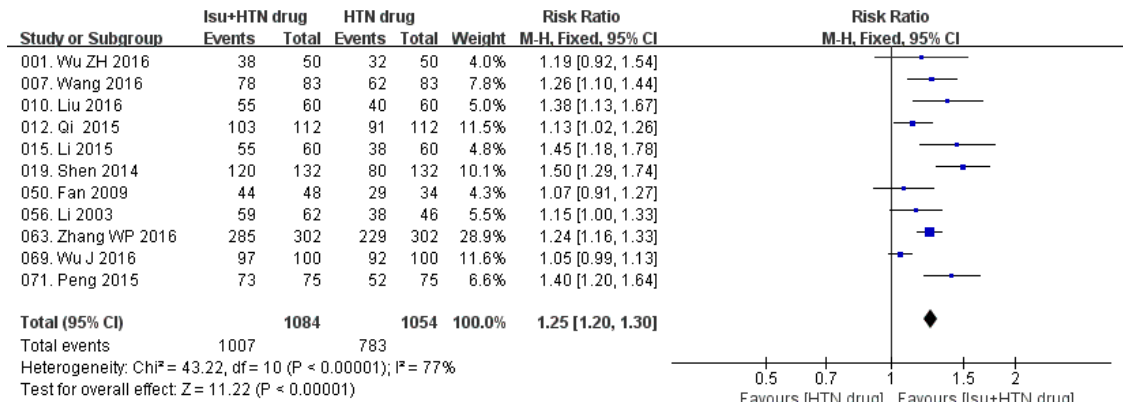 Isu+HTN drug HTN drug Risk Ratio Risk Ratio
Study or Subgroup Events Total Events Total Weight M-H, Fixed, 95% CI M-H, Fixed, 95% CI
001. Wu ZH 2016 38 50 32 50 4.0% 1.19 [0.92, 1.54]
007. Wang 2016 78 83 62 83 7.8% 1.26 [1.10, 1.44]
010. Liu 2016 55 60 40 60 5.0% 1.38 [1.13, 1.67]
012. Qi 2015 103 112 91 112 11.5% 1.13 [1.02, 1.26]
015. Li 2015 55 60 38 60 4.8% 1.45 [1.18, 1.78]
019. Shen 2014 120 132 80 132 10.1% 1.50 [1.29, 1.74]
050. Fan 2009 44 48 29 34 4.3% 1.07 [0.91, 1.27]
056. Li 2003 59 62 38 46 5.5% 1.15 [1.00, 1.33]
063. Zhang WP 2016 285 302 229 302 28.9% 1.24 [1.16, 1.33]
069. Wu J 2016 97 100 92 100 11.6% 1.05 [0.99, 1.13]
071. Peng 2015 73 75 52 75 6.6% 1.40 [1.20, 1.64]
Total (95% CI) 1084 1054 100.0% 1.25 [1.20, 1.30]
Total events 1007 783
Heterogeneity: Chi² = 43.22, df = 10 (P < 0.00001); I² = 77%
Test for overall effect: Z = 11.22 (P < 0.00001)
0.5 0.7 1 1.5 2
Favours [HTN drug] Favours [Isu+HTN drug]